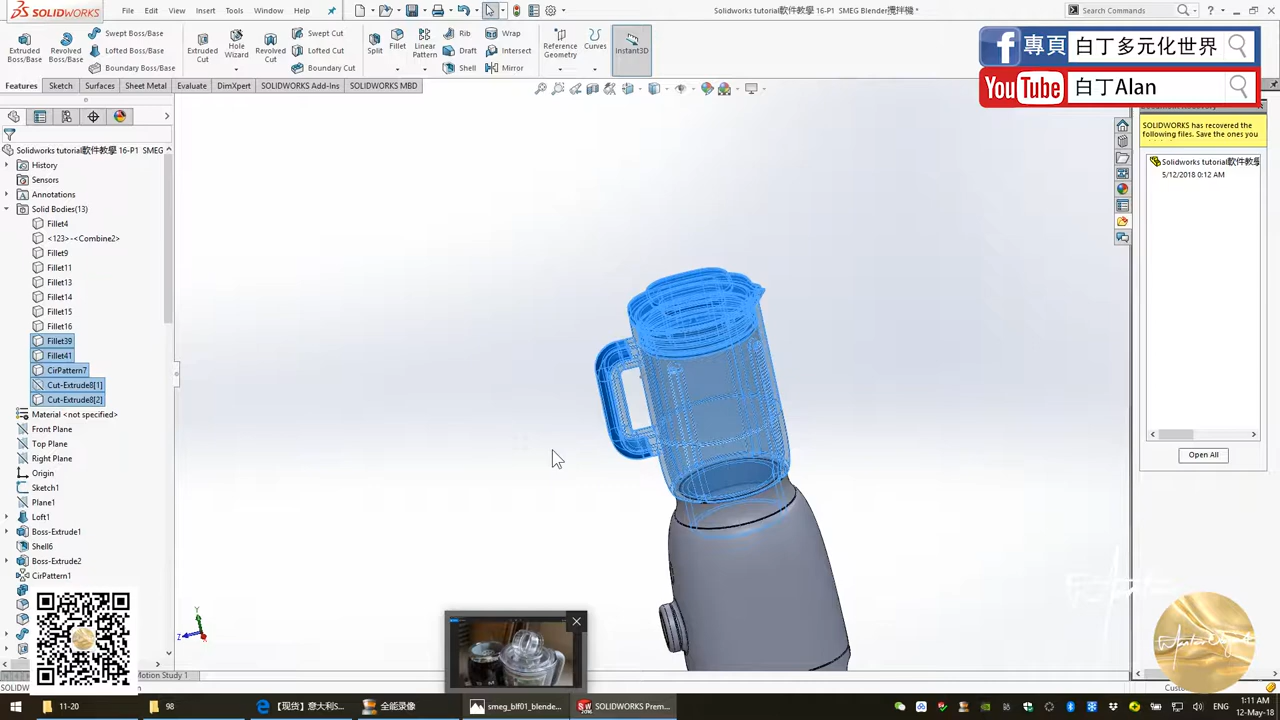 SOLIDWORKS
File Edit View Insert Tools Window Help
Solidworks tutorial軟件教學 16-P1 SMEG Blender攪拌機 *
Search Commands
Extruded Boss/Base
Revolved Boss/Base
Swept Boss/Base
Lofted Boss/Base
Boundary Boss/Base
Extruded Cut
Hole Wizard
Revolved Cut
Swept Cut
Lofted Cut
Boundary Cut
Split
Fillet
Linear Pattern
Rib
Draft
Shell
Wrap
Intersect
Mirror
Reference Geometry
Curves
Instant3D
專頁 白丁多元化世界
YouTube 白丁Alan
Features Sketch Surfaces Sheet Metal Evaluate DimXpert SOLIDWORKS Add-Ins SOLIDWORKS MBD
SOLIDWORKS has recovered the
following files. Save the ones you
Solidworks tutorial軟件教學
5/12/2018 0:12 AM
Open All
Solidworks tutorial軟件教學 16-P1 SMEG
History
Sensors
Annotations
Solid Bodies(13)
Fillet4
<123>-<Combine2>
Fillet9
Fillet11
Fillet13
Fillet14
Fillet15
Fillet16
Fillet39
Fillet41
CirPattern7
Cut-Extrude8[1]
Cut-Extrude8[2]
Material <not specified>
Front Plane
Top Plane
Right Plane
Origin
Sketch1
Plane1
Loft1
Boss-Extrude1
Shell6
Boss-Extrude2
CirPattern1
Y
Z
Motion Study 1
11-20
98
【现货】意大利S...
全能录像
smeg_blf01_blende...
SOLIDWORKS Prem...
ENG
1:11 AM
12-May-18